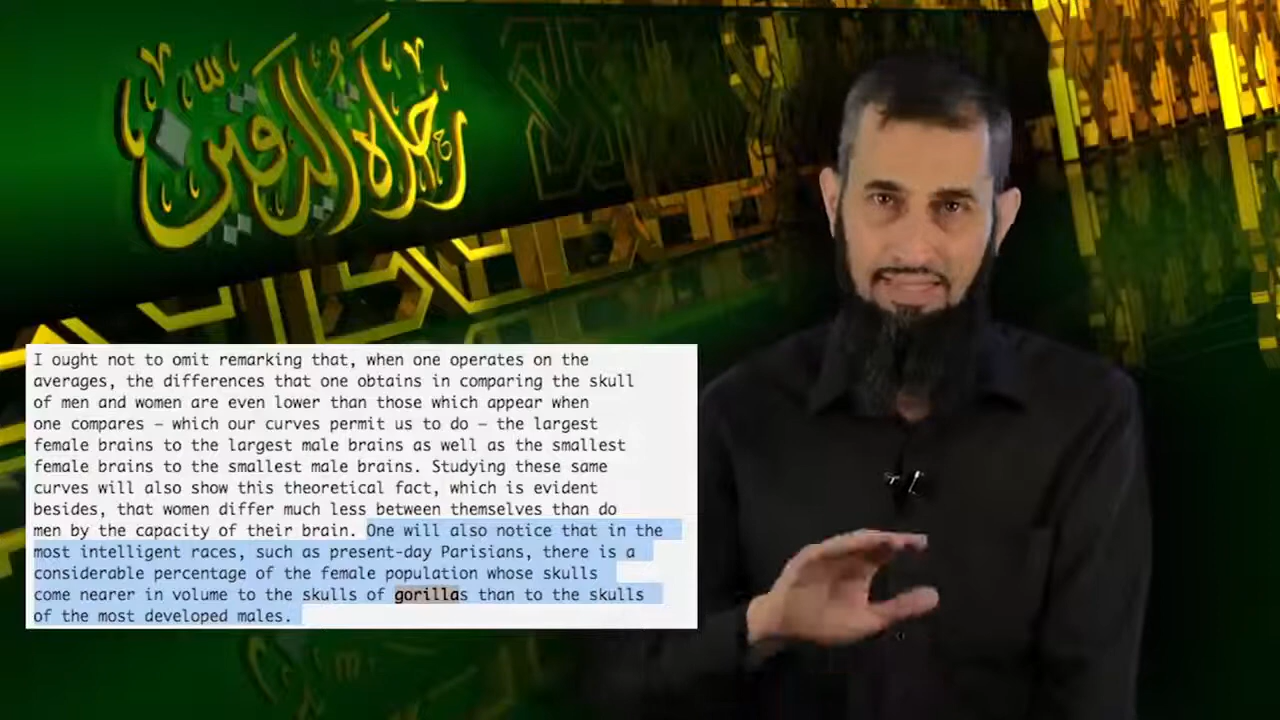 رحلة اليقين
I ought not to omit remarking that, when one operates on the
averages, the differences that one obtains in comparing the skull
of men and women are even lower than those which appear when
one compares – which our curves permit us to do – the largest
female brains to the largest male brains as well as the smallest
female brains to the smallest male brains. Studying these same
curves will also show this theoretical fact, which is evident
besides, that women differ much less between themselves than do
men by the capacity of their brain. One will also notice that in the
most intelligent races, such as present-day Parisians, there is a
considerable percentage of the female population whose skulls
come nearer in volume to the skulls of gorillas than to the skulls
of the most developed males.